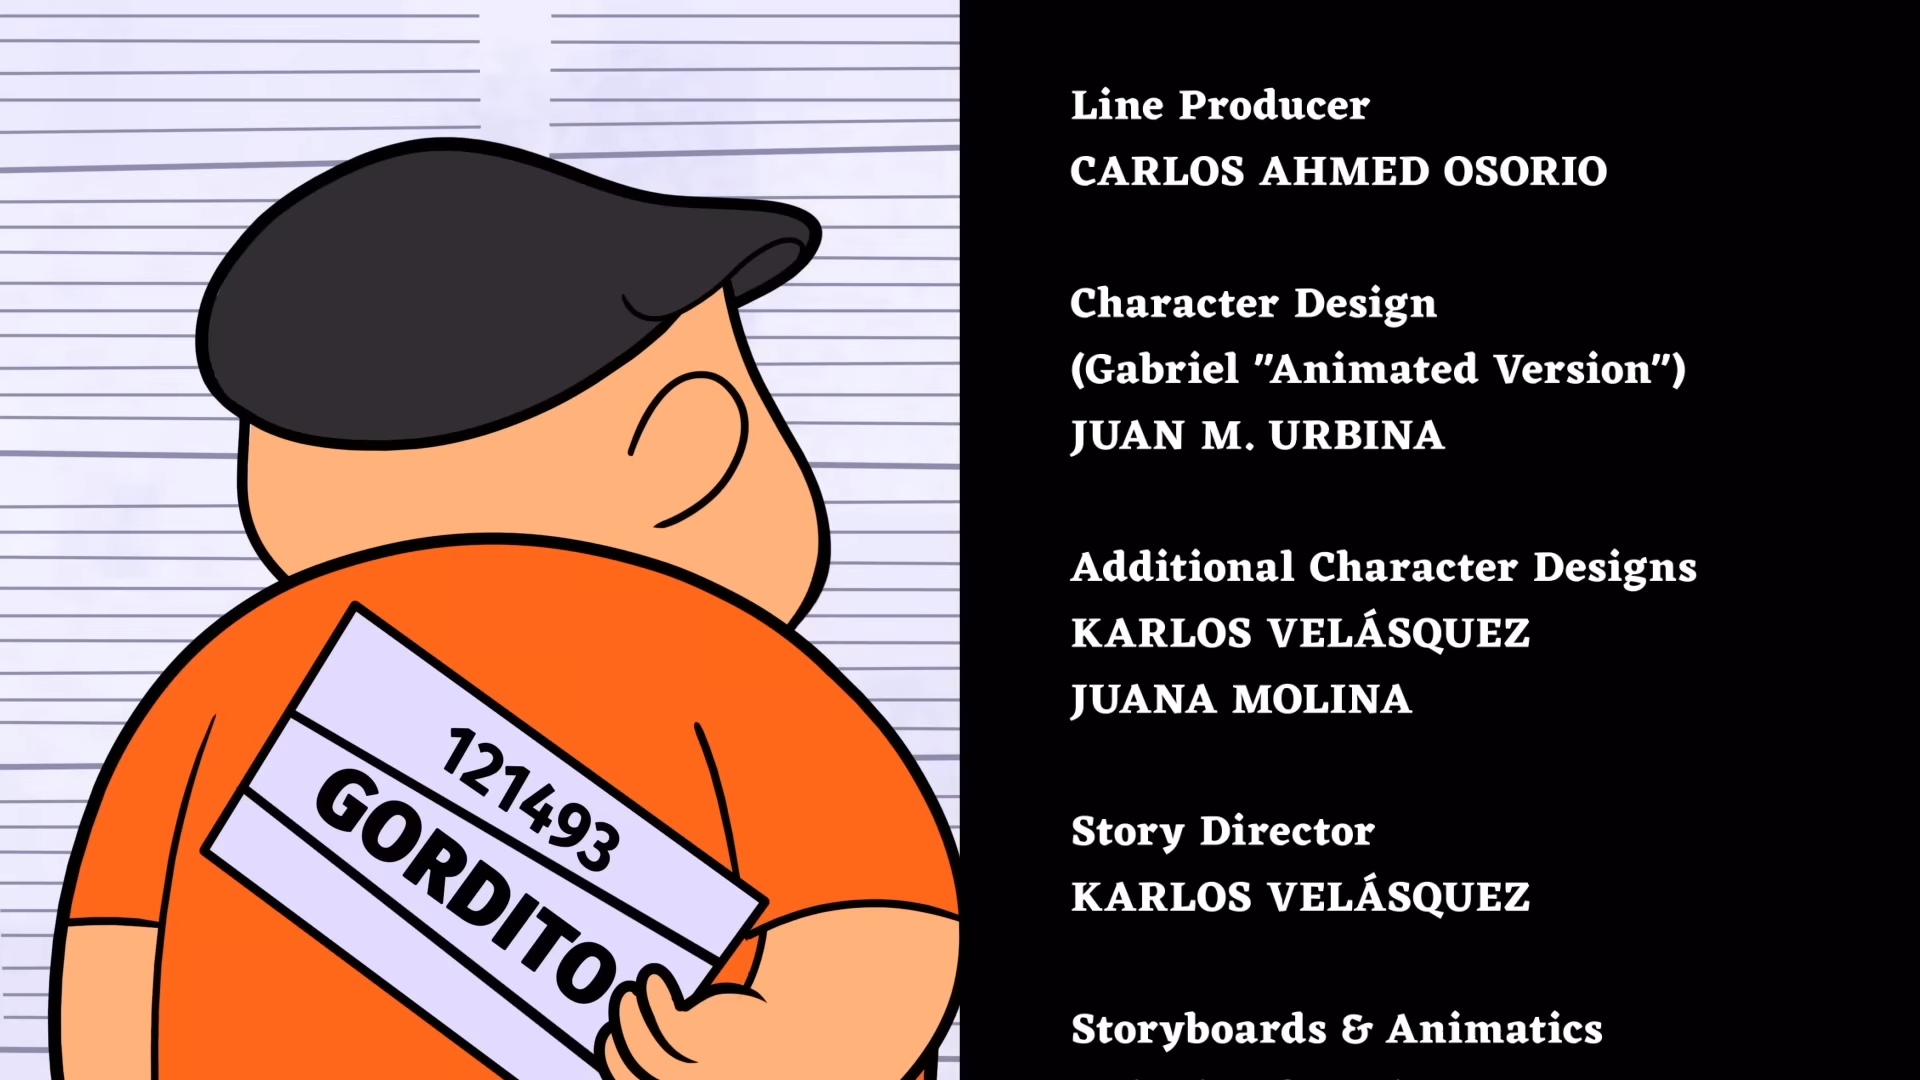 121493
GORDITO
Line Producer
CARLOS AHMED OSORIO
Character Design
(Gabriel "Animated Version")
JUAN M. URBINA
Additional Character Designs
KARLOS VELÁSQUEZ
JUANA MOLINA
Story Director
KARLOS VELÁSQUEZ
Storyboards & Animatics